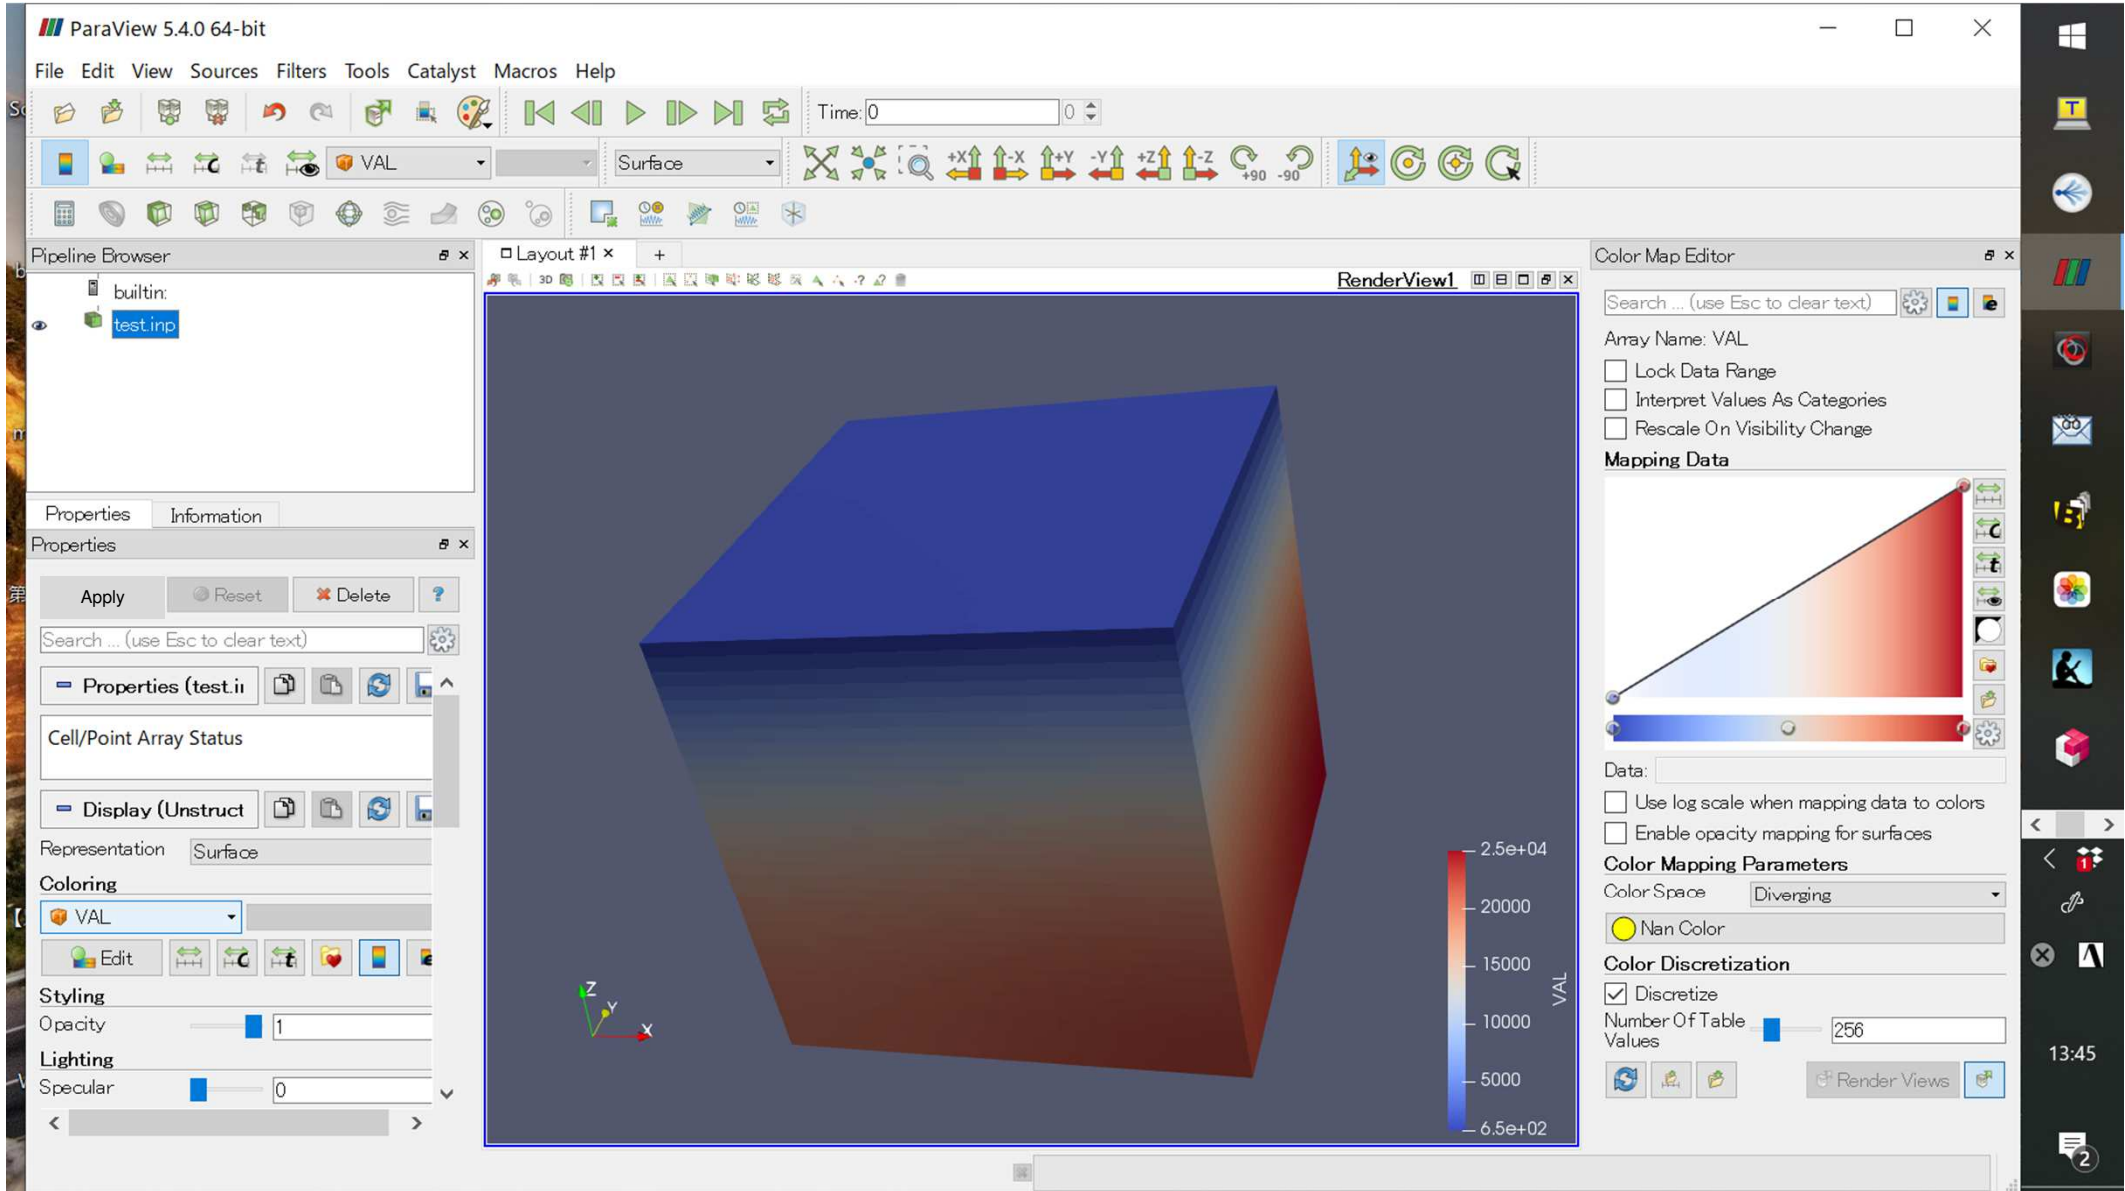 ParaView 5.4.0 64-bit
File Edit View Sources Filters Tools Catalyst Macros Help
Time: 0 0
VAL Surface +X -X +Y -Y +Z -Z +90 -90
Pipeline Browser
builtin:
test.inp
Properties Information
Properties
Apply Reset Delete ?
Search ... (use Esc to clear text)
Properties (test.i
Cell/Point Array Status
Display (Unstruct
Representation Surface
Coloring
VAL
Edit
Styling
Opacity 1
Lighting
Specular 0
Layout #1 × +
3D RenderView1
Z
Y
X
2.5e+04
20000
15000
10000
5000
6.5e+02
VAL
Color Map Editor
Search ... (use Esc to clear text)
Array Name: VAL
Lock Data Range
Interpret Values As Categories
Rescale On Visibility Change
Mapping Data
Data:
Use log scale when mapping data to colors
Enable opacity mapping for surfaces
Color Mapping Parameters
Color Space Diverging
Nan Color
Color Discretization
Discretize
Number Of Table
Values
256
Render Views
T
1
13:45
2